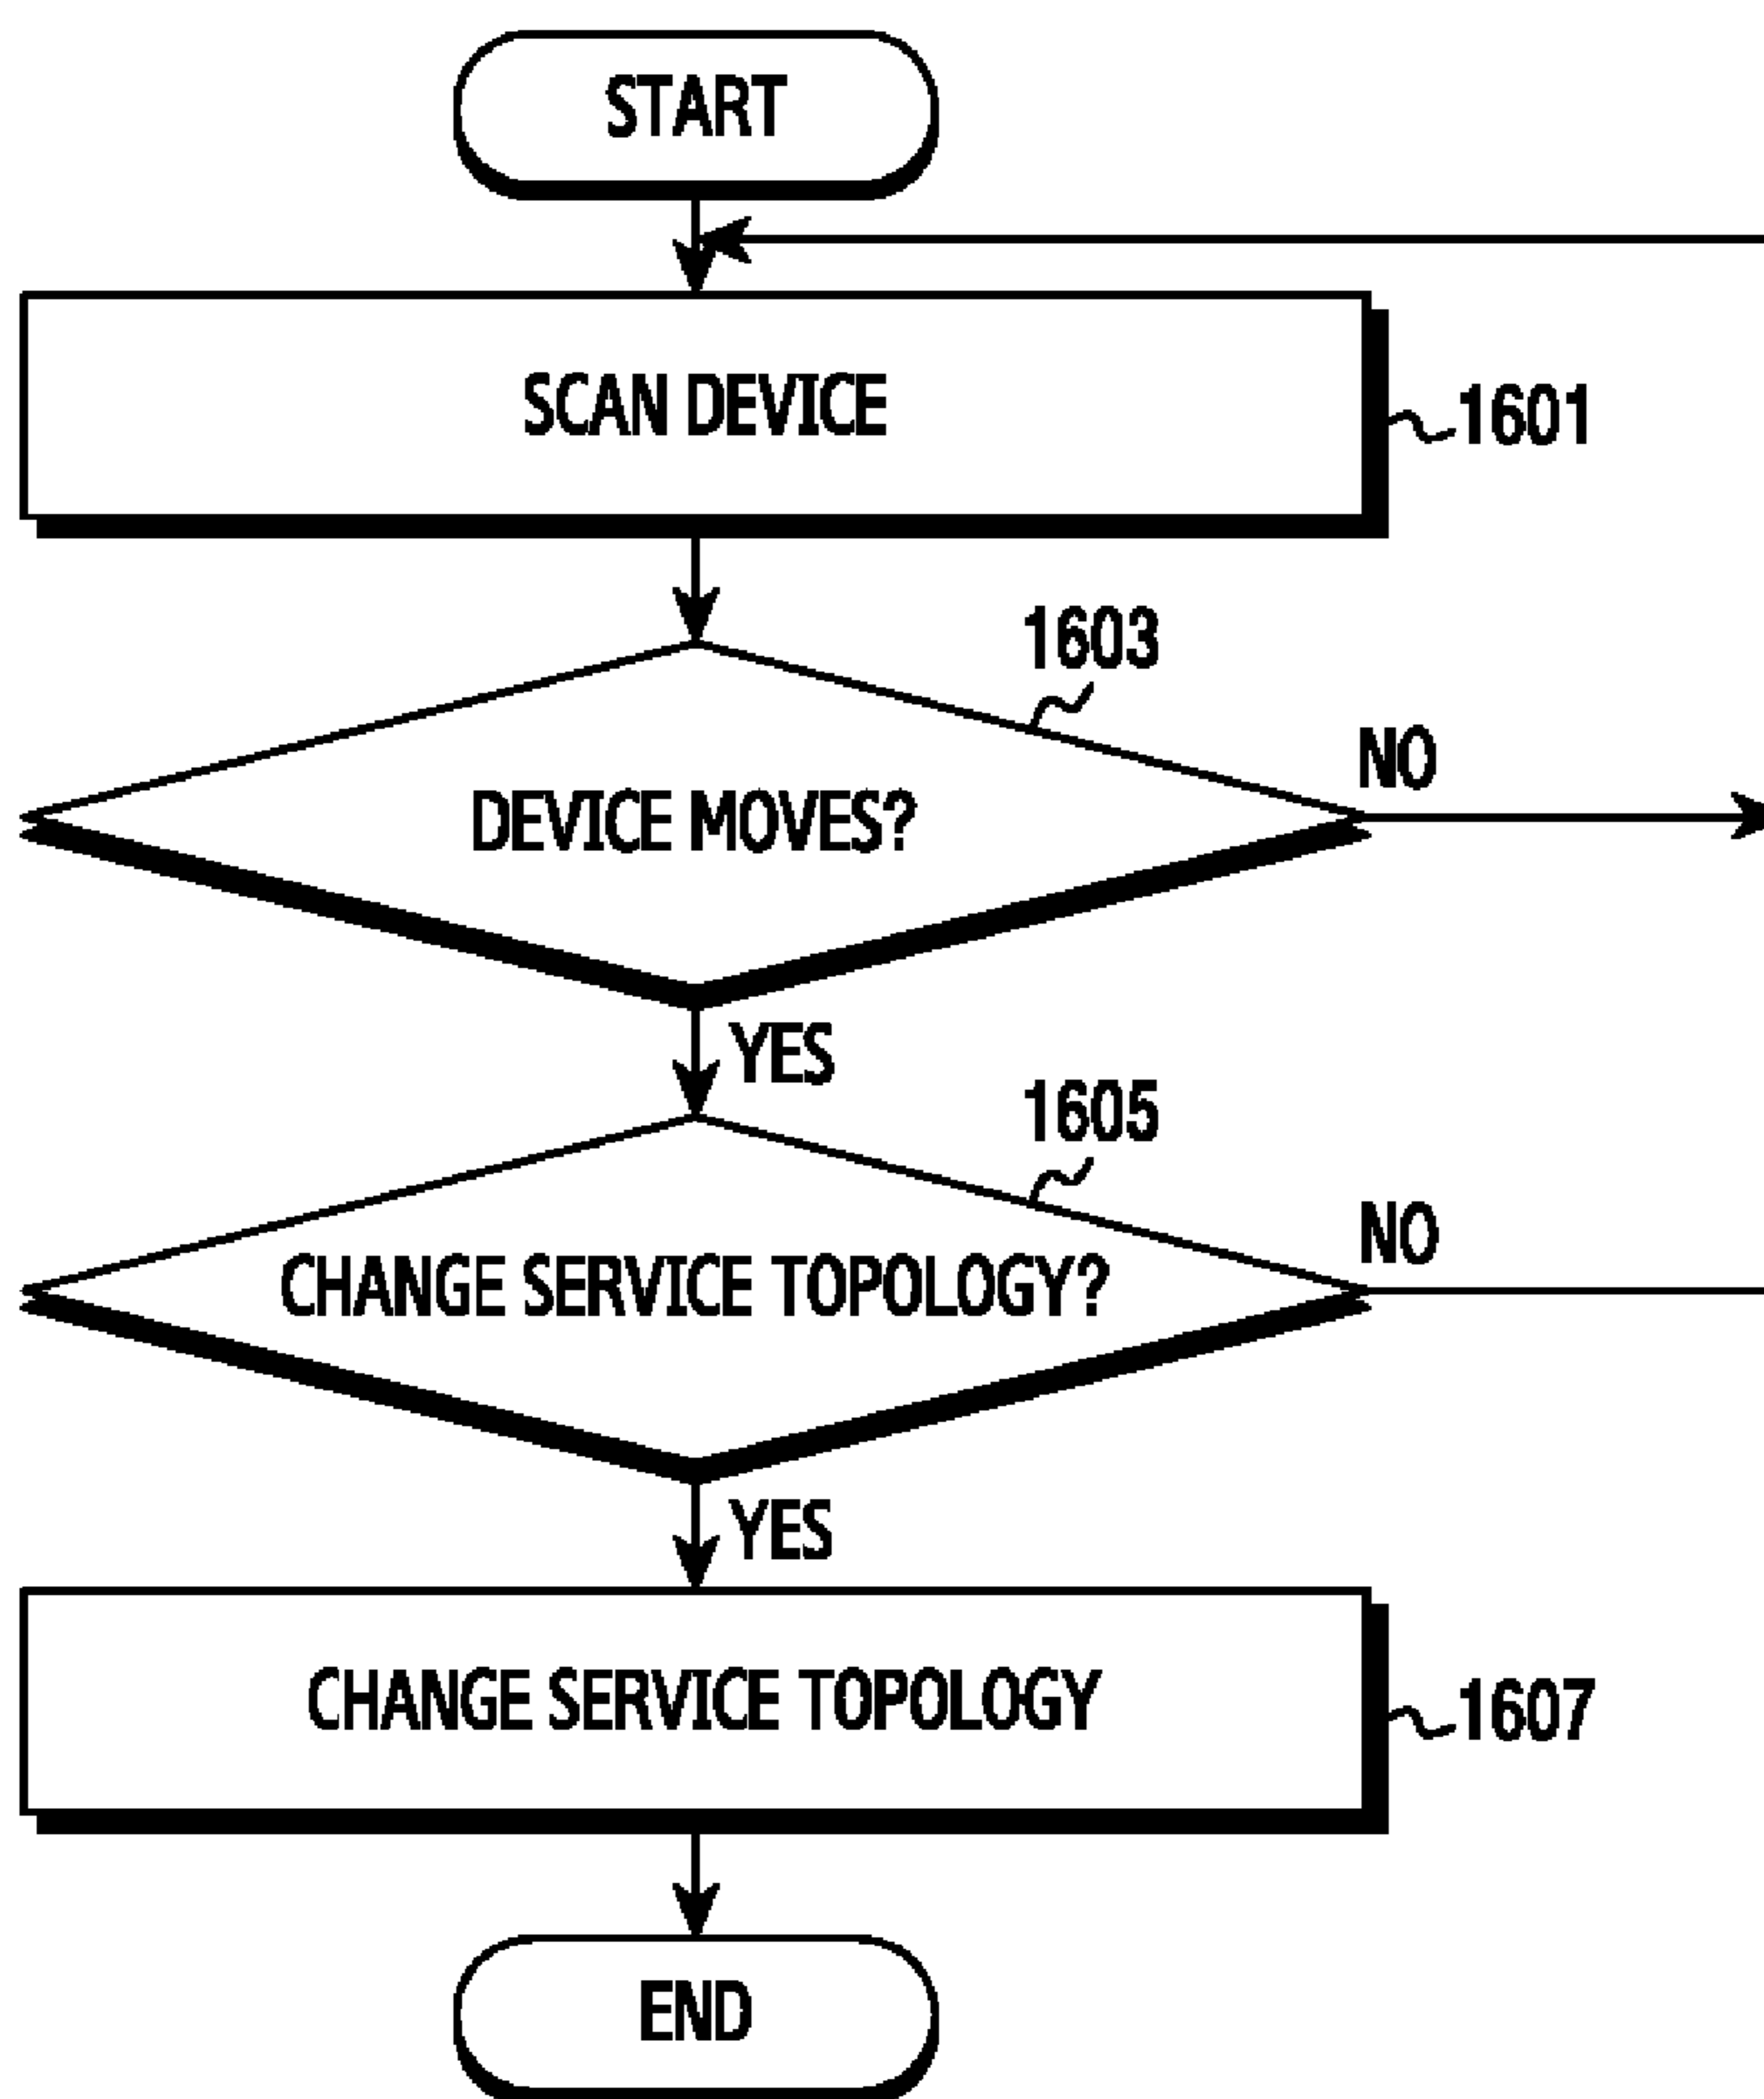 START
SCAN DEVICE
1601
1603
NO
DEVICE MOVES?
YES
1605
NO
CHANGE SERVICE TOPOLOGY?
YES
CHANGE SERVICE TOPOLOGY
1607
END